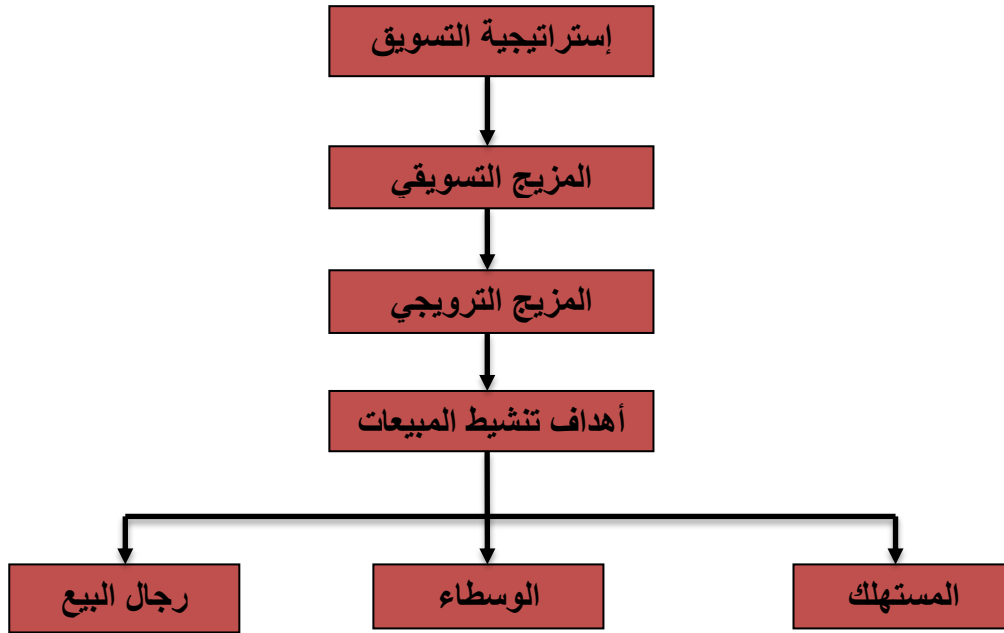 إستراتيجية التسويق
المزيج التسويقي
المزيج الترويجي
أهداف تنشيط المبيعات
المستهلك
الوسطاء
رجال البيع